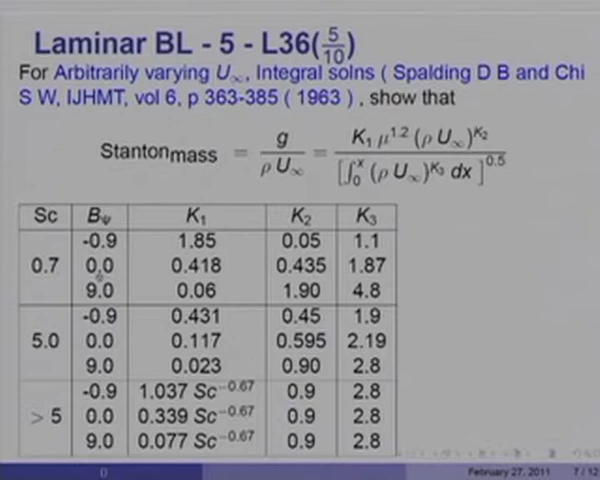 Laminar BL - 5 - L36(5/10)
For Arbitrarily varying U∞, Integral solns ( Spalding D B and Chi
S W, IJHMT, vol 6, p 363-385 ( 1963 ) , show that
Stanton_mass = g / (ρ U∞) = K₁ μ^1.2 (ρ U∞)^K₂ / [∫₀ˣ (ρ U∞)^K₃ dx]^0.5
Sc B_Ψ K₁ K₂ K₃
-0.9 1.85 0.05 1.1
0.7 0.0 0.418 0.435 1.87
9.0 0.06 1.90 4.8
-0.9 0.431 0.45 1.9
5.0 0.0 0.117 0.595 2.19
9.0 0.023 0.90 2.8
-0.9 1.037 Sc^−0.67 0.9 2.8
> 5 0.0 0.339 Sc^−0.67 0.9 2.8
9.0 0.077 Sc^−0.67 0.9 2.8
() February 27, 2011 7 / 12